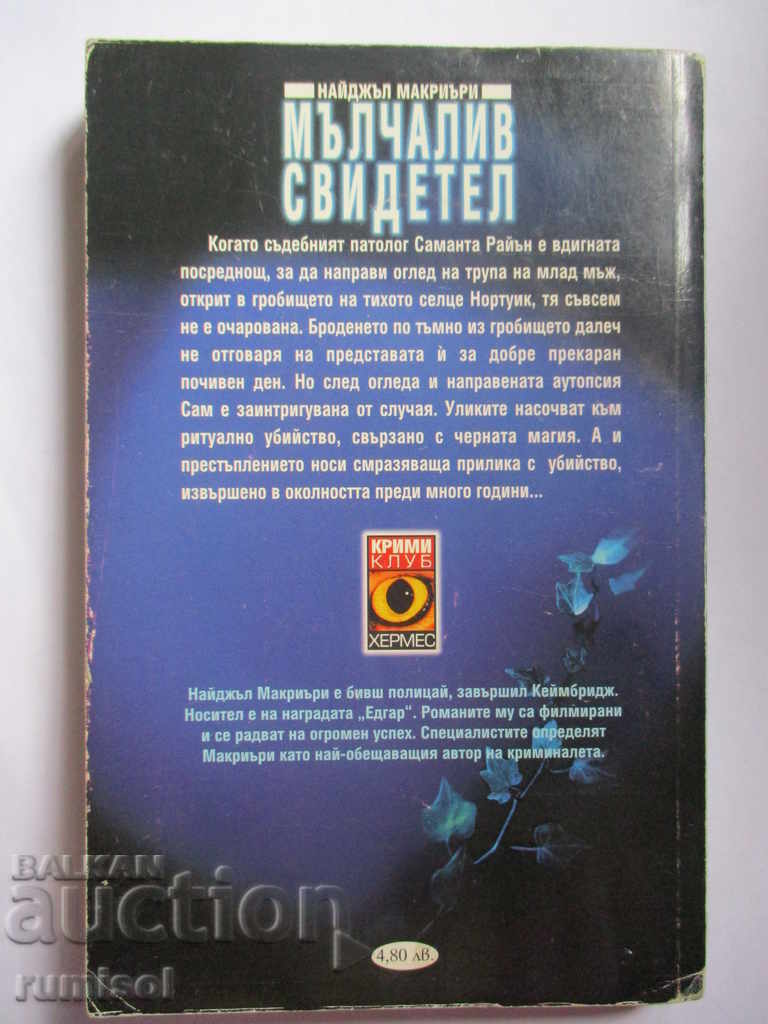 НАЙДЖЪЛ МАКРИЪРИ
МЪЛЧАЛИВ
СВИДЕТЕЛ
Когато съдебният патолог Саманта Райън е вдигната
посреднощ, за да направи оглед на трупа на млад мъж,
открит в гробището на тихото селце Нортуик, тя съвсем
не е очарована. Броденето по тъмно из гробището далеч
не отговаря на представата ѝ за добре прекаран
почивен ден. Но след огледа и направената аутопсия
Сам е заинтригувана от случая. Уликите насочват към
ритуално убийство, свързано с черната магия. А и
престъплението носи смразяваща прилика с убийство,
извършено в околността преди много години...
КРИМИ
КЛУБ
ХЕРМЕС
Найджъл Макриъри е бивш полицай, завършил Кеймбридж.
Носител е на наградата „Едгар“. Романите му са филмирани
и се радват на огромен успех. Специалистите определят
Макриъри като най-обещаващия автор на криминалета.
BALKAN
auction
rumisol
4,80 лв.